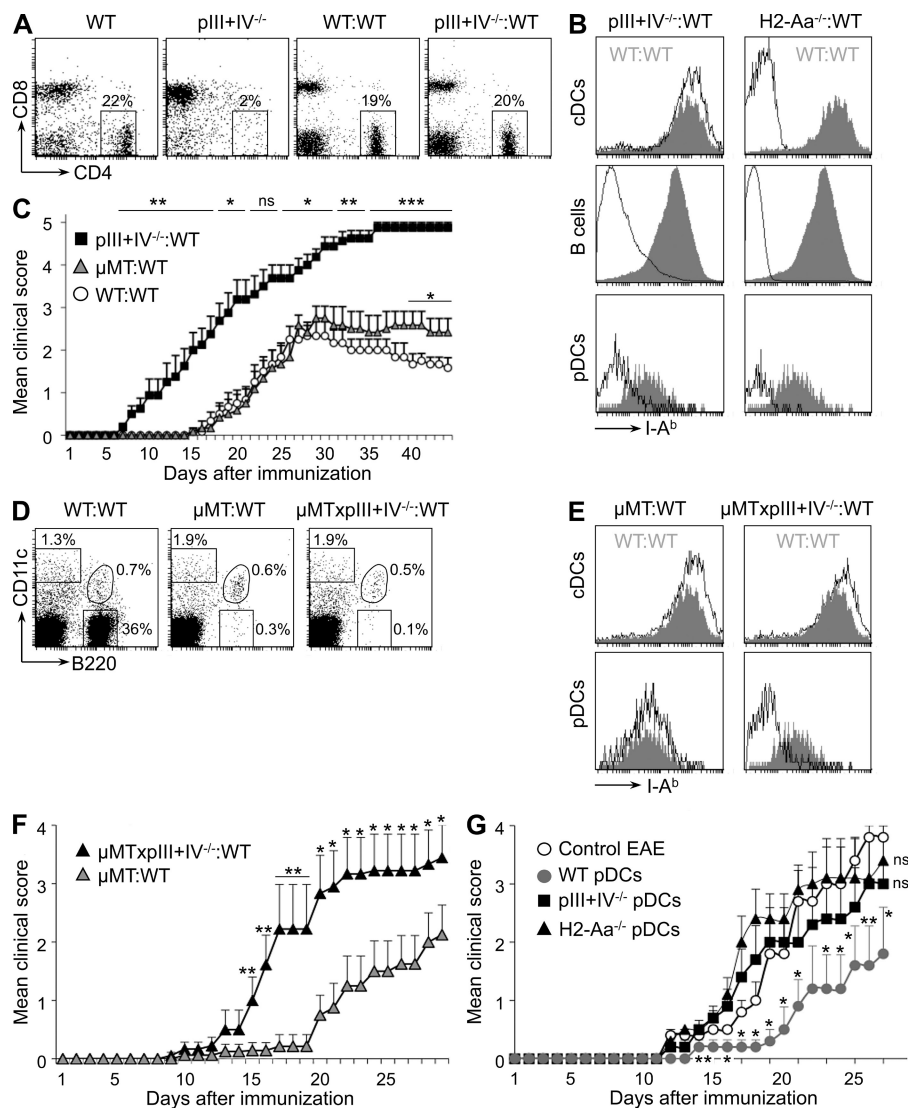 A
WT
pIII+IV-/-
WT:WT
pIII+IV-/-:WT
CD8
22%
2%
19%
20%
CD4
B
pIII+IV-/-:WT
H2-Aa-/-:WT
WT:WT
cDCs
B cells
pDCs
I-Ab
C
** * ns * ** ***
pIII+IV-/-:WT
µMT:WT
WT:WT
*
Mean clinical score
5
4
3
2
1
0
1 5 10 15 20 25 30 35 40
Days after immunization
D
WT:WT
µMT:WT
µMTxpIII+IV-/-:WT
CD11c
1.3%
0.7%
36%
1.9%
0.6%
0.3%
1.9%
0.5%
0.1%
B220
E
µMT:WT
µMTxpIII+IV-/-:WT
WT:WT
WT:WT
cDCs
pDCs
I-Ab
F
µMTxpIII+IV-/-:WT
µMT:WT
** ** ** * * * * * * * * * *
Mean clinical score
4
3
2
1
0
1 5 10 15 20 25
Days after immunization
G
Control EAE
WT pDCs
pIII+IV-/- pDCs
H2-Aa-/- pDCs
ns
ns
** * * * * * * * * * ** *
Mean clinical score
4
3
2
1
0
1 5 10 15 20 25
Days after immunization